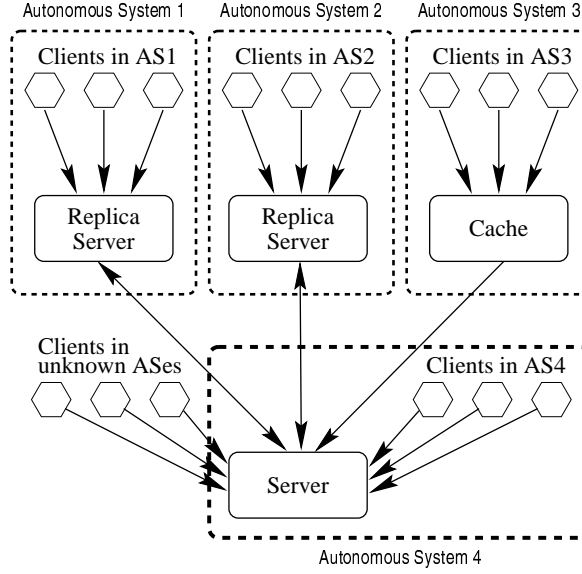 Autonomous System 1
Autonomous System 2
Autonomous System 3
Clients in AS1
Clients in AS2
Clients in AS3
Replica
Server
Replica
Server
Cache
Clients in
unknown ASes
Clients in AS4
Server
Autonomous System 4